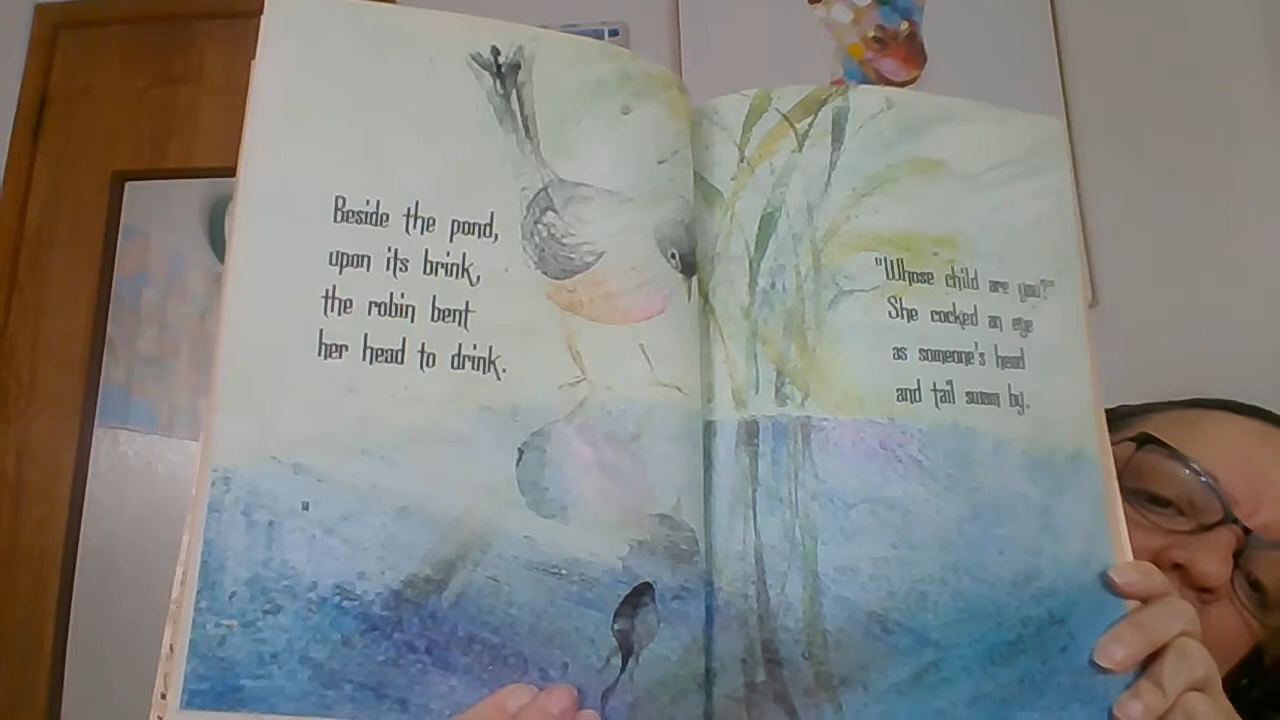 Beside the pond,
upon its brink,
the robin bent
her head to drink.
"Whose child are you?"
She cocked an eye
as someone's head
and tail swam by.